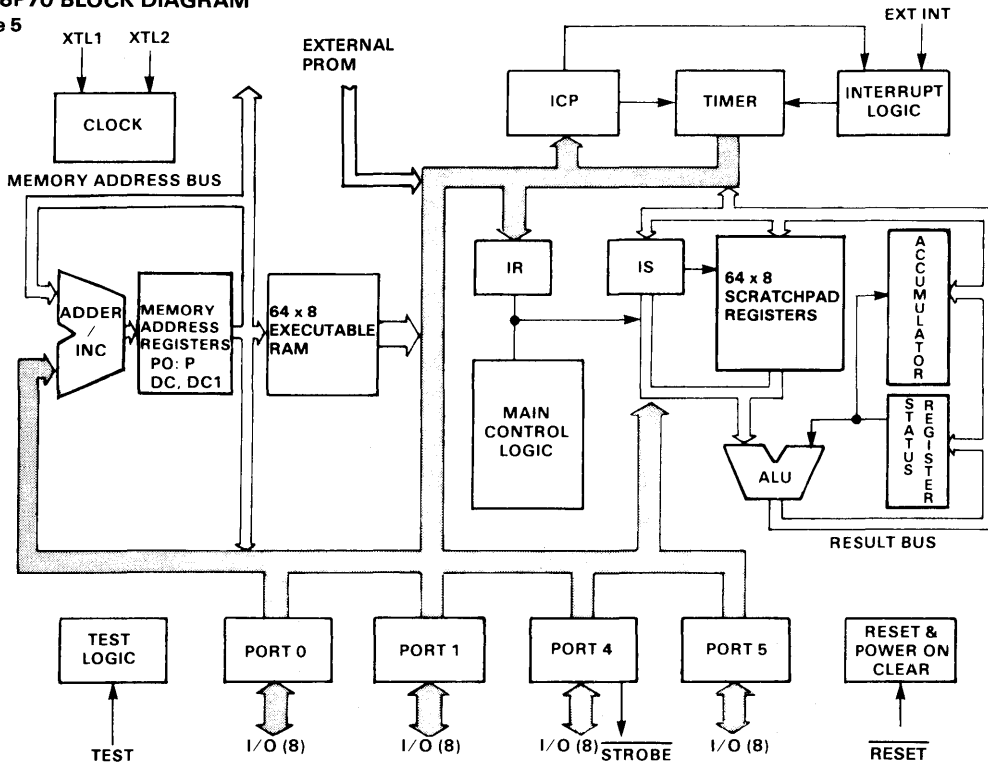 BLOCK DIAGRAM
XTL1 XTL2
CLOCK
EXTERNAL
PROM
ICP
TIMER
EXT INT
INTERRUPT
LOGIC
MEMORY ADDRESS BUS
ADDER
/
INC
MEMORY
ADDRESS
REGISTERS
PO: P
DC, DC1
64 x 8
EXECUTABLE
RAM
IR
IS
64 x 8
SCRATCHPAD
REGISTERS
ACCUMULATOR
MAIN
CONTROL
LOGIC
STATUS
REGISTER
ALU
RESULT BUS
TEST
LOGIC
PORT 0
PORT 1
PORT 4
PORT 5
RESET &
POWER ON
CLEAR
TEST
I/O (8)
I/O (8)
I/O (8)
STROBE
I/O (8)
RESET